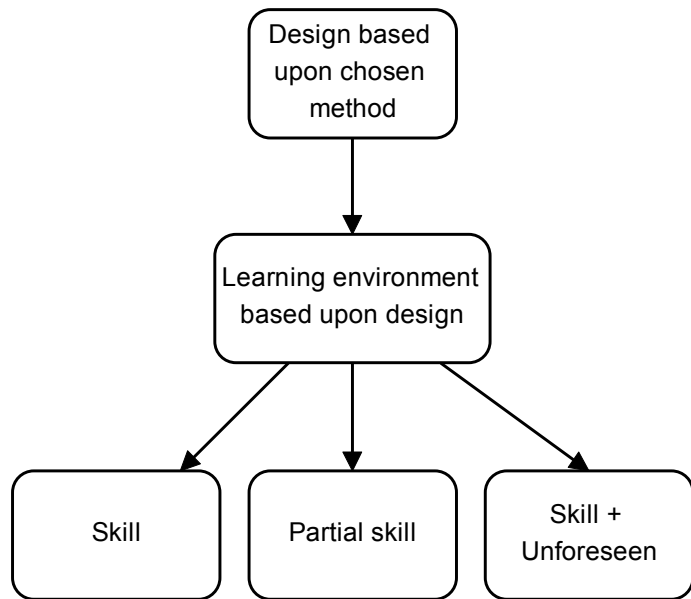 Design based
upon chosen
method
Learning environment
based upon design
Skill
Partial skill
Skill +
Unforeseen